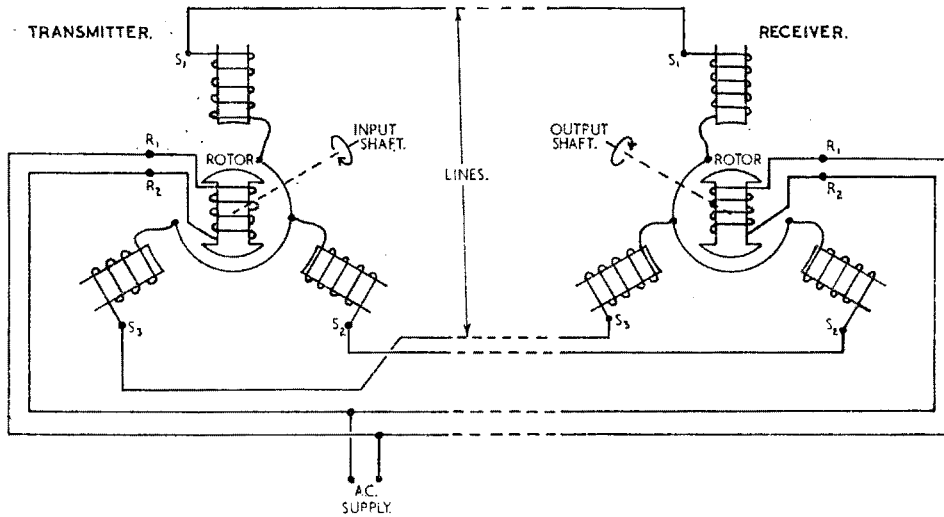 TRANSMITTER.
RECEIVER.
S₁
S₁
INPUT
SHAFT.
OUTPUT
SHAFT.
R₁
ROTOR
ROTOR
R₁
R₂
LINES.
R₂
S₃
S₂
S₃
S₂
A.C.
SUPPLY.